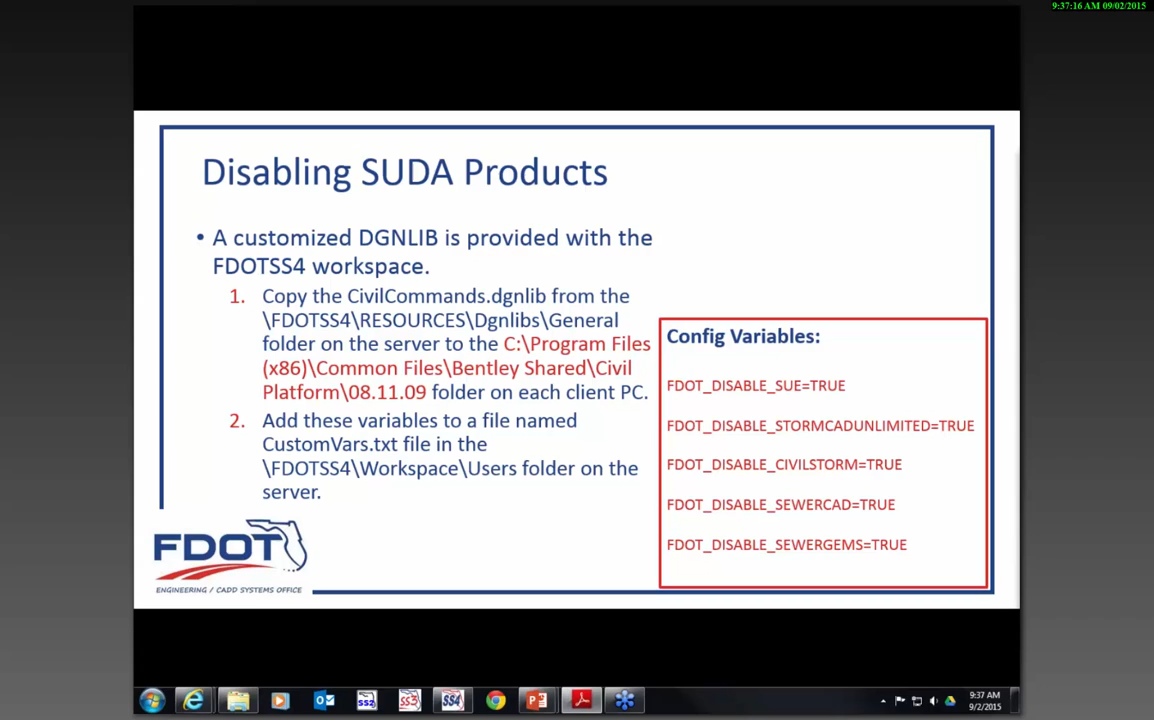 9:37:16 AM 09/02/2015
Disabling SUDA Products
• A customized DGNLIB is provided with the
FDOTSS4 workspace.
1. Copy the CivilCommands.dgnlib from the
\FDOTSS4\RESOURCES\Dgnlibs\General
folder on the server to the C:\Program Files
(x86)\Common Files\Bentley Shared\Civil
Platform\08.11.09 folder on each client PC.
2. Add these variables to a file named
CustomVars.txt file in the
\FDOTSS4\Workspace\Users folder on the
server.
Config Variables:
FDOT_DISABLE_SUE=TRUE
FDOT_DISABLE_STORMCADUNLIMITED=TRUE
FDOT_DISABLE_CIVILSTORM=TRUE
FDOT_DISABLE_SEWERCAD=TRUE
FDOT_DISABLE_SEWERGEMS=TRUE
FDOT
ENGINEERING / CADD SYSTEMS OFFICE
SS2
SS3
SS4
9:37 AM
9/2/2015